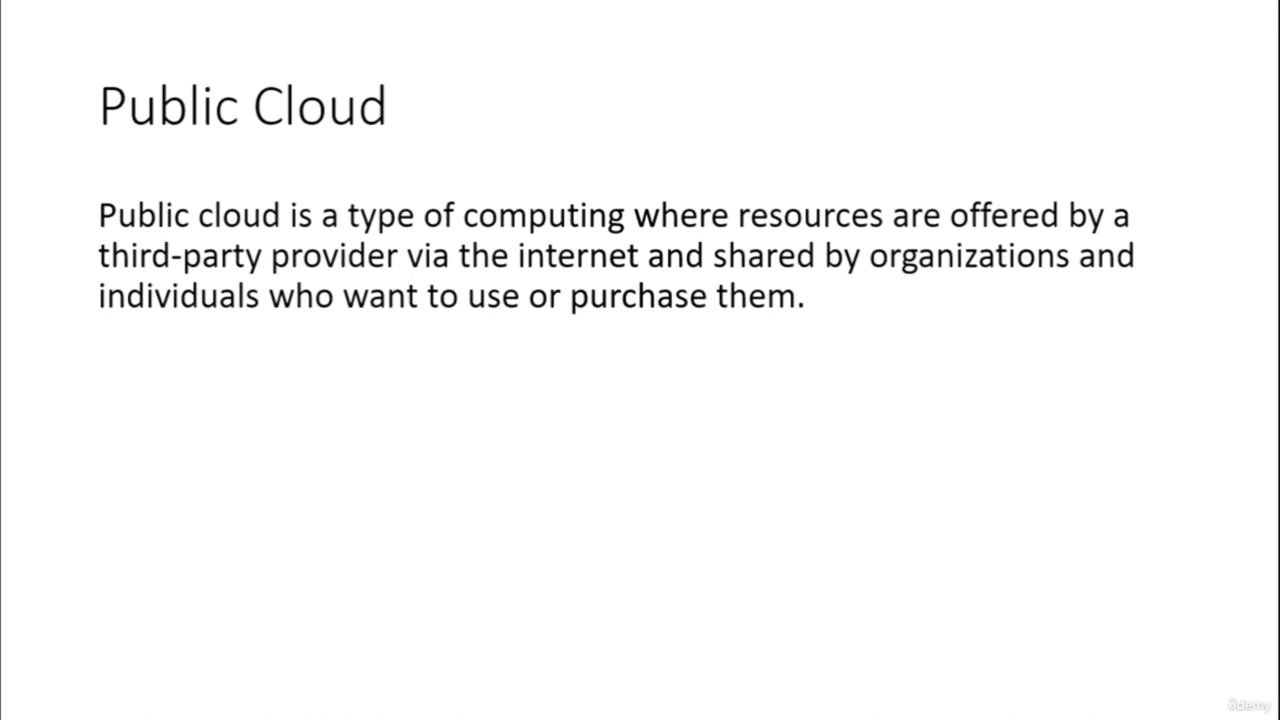 Public Cloud
Public cloud is a type of computing where resources are offered by a
third-party provider via the internet and shared by organizations and
individuals who want to use or purchase them.
ûdemy